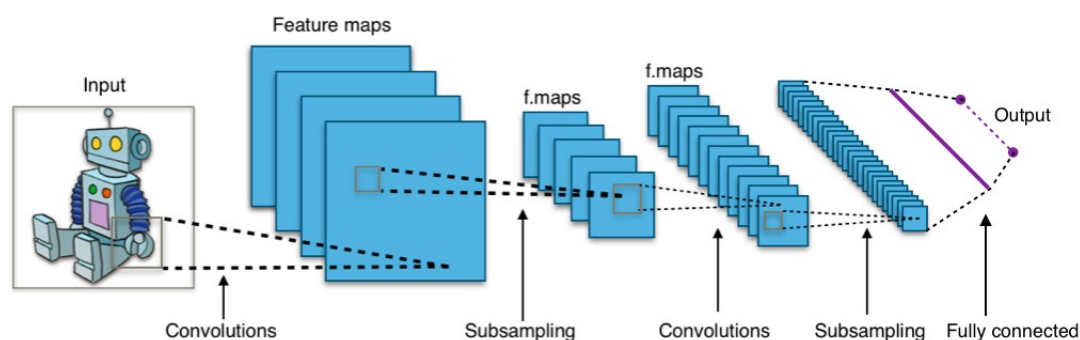 Feature maps
f.maps
Input
f.maps
Output
Convolutions
Subsampling
Convolutions
Subsampling
Fully connected